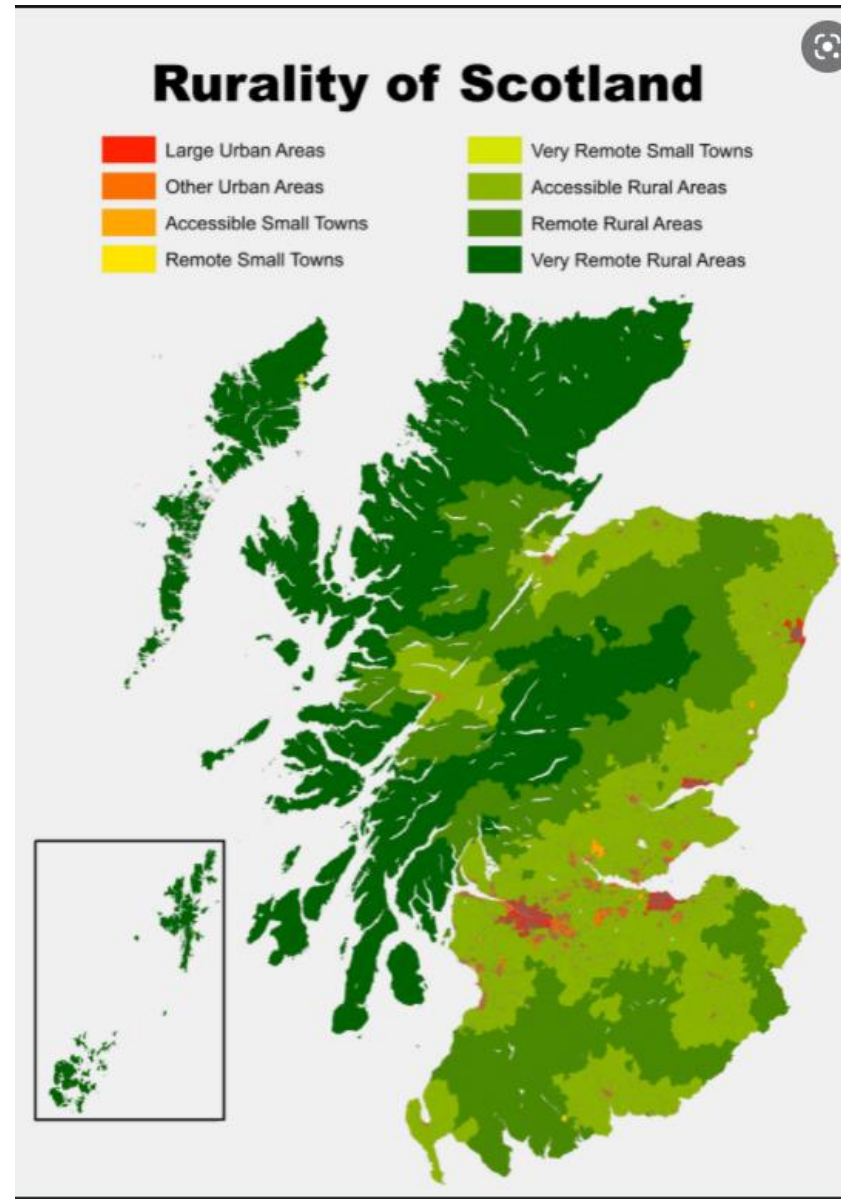 Rurality of Scotland
Large Urban Areas
Other Urban Areas
Accessible Small Towns
Remote Small Towns
Very Remote Small Towns
Accessible Rural Areas
Remote Rural Areas
Very Remote Rural Areas